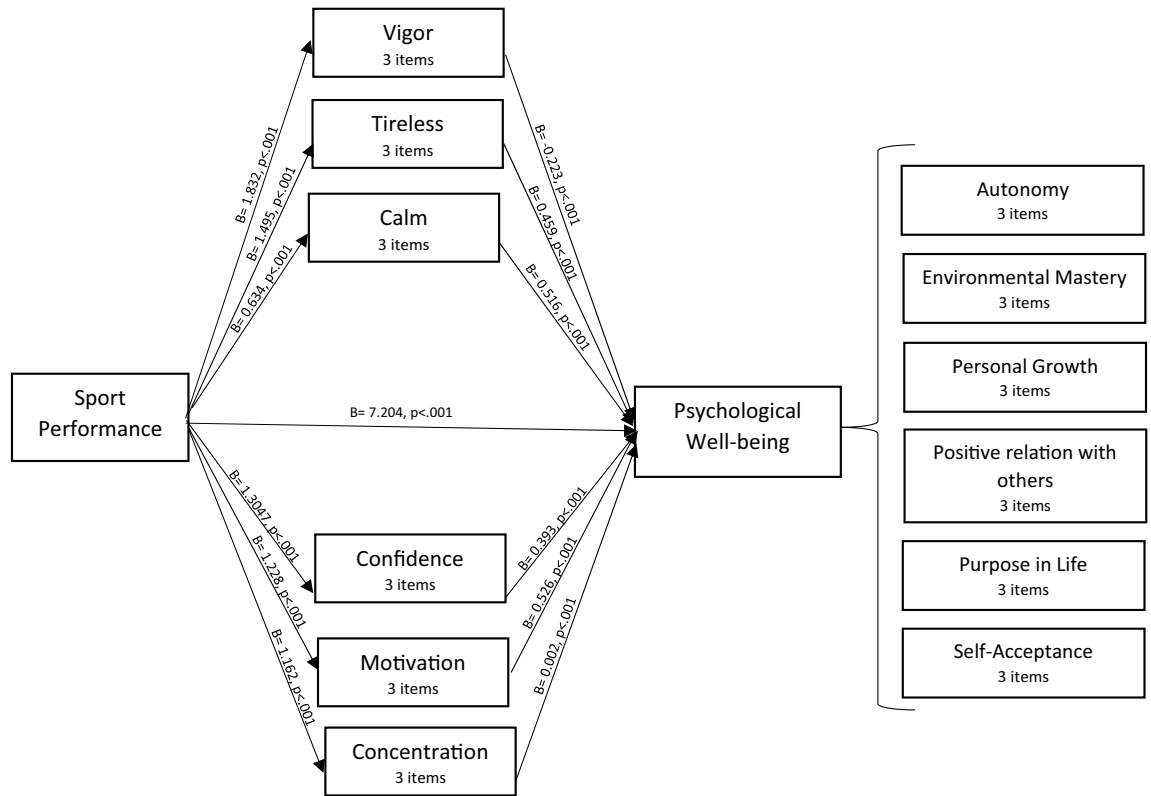 Vigor
3 items
Tireless
3 items
Calm
3 items
B= 1.832, p<.001
B= 1.495, p<.001
B= 0.634, p<.001
B= -0.223, p<.001
B= 0.459, p<.001
B= 0.516, p<.001
Sport
Performance
B= 7.204, p<.001
Psychological
Well-being
B= 1.3047, p<.001
B= 1.228, p<.001
B= 1.162, p<.001
B= 0.393, p<.001
B= 0.526, p<.001
B= 0.002, p<.001
Confidence
3 items
Motivation
3 items
Concentration
3 items
Autonomy
3 items
Environmental Mastery
3 items
Personal Growth
3 items
Positive relation with
others
3 items
Purpose in Life
3 items
Self-Acceptance
3 items